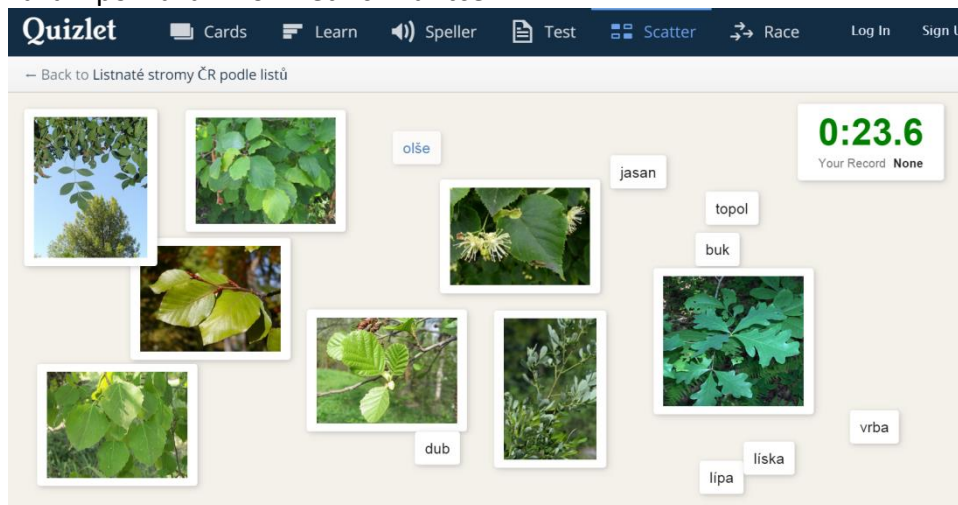 Quizlet
Cards
Learn
Speller
Test
Scatter
Race
Log In
Sign
← Back to Listnaté stromy ČR podle listů
0:23.6
Your Record None
olše
jasan
topol
buk
vrba
dub
líska
lípa